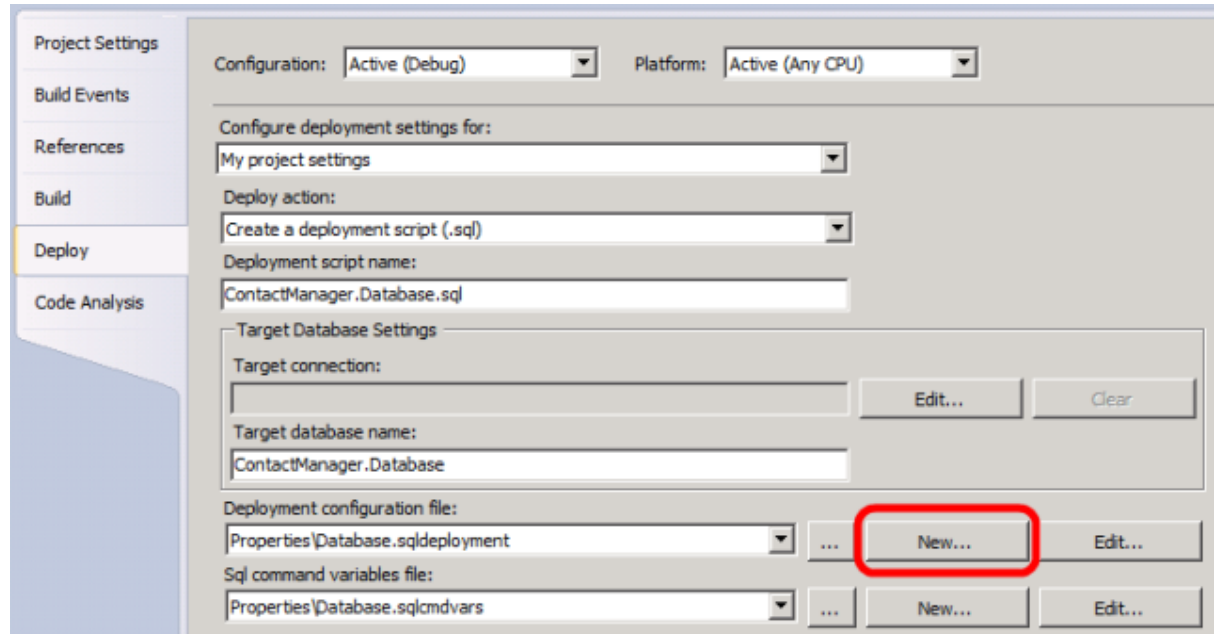 Project Settings
Build Events
References
Build
Deploy
Code Analysis
Configuration: Active (Debug) Platform: Active (Any CPU)
Configure deployment settings for:
My project settings
Deploy action:
Create a deployment script (.sql)
Deployment script name:
ContactManager.Database.sql
Target Database Settings
Target connection:
Edit... Clear
Target database name:
ContactManager.Database
Deployment configuration file:
Properties\Database.sqldeployment ... New... Edit...
Sql command variables file:
Properties\Database.sqlcmdvars ... New... Edit...